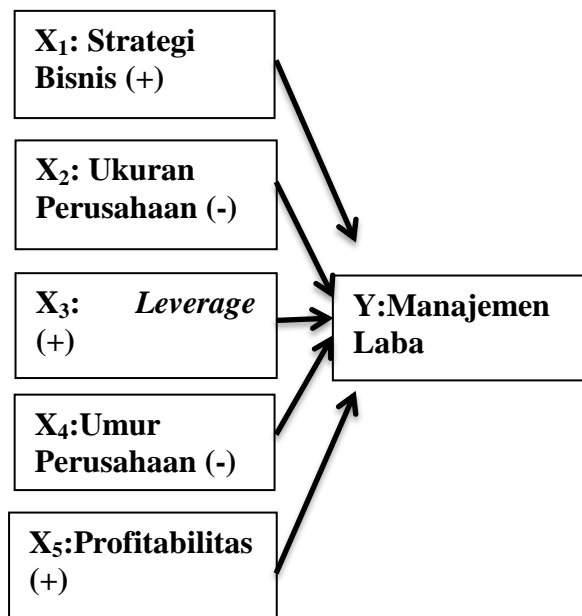 X₁: Strategi
Bisnis (+)
X₂: Ukuran
Perusahaan (-)
X₃: Leverage
(+)
X₄:Umur
Perusahaan (-)
X₅:Profitabilitas
(+)
Y:Manajemen
Laba